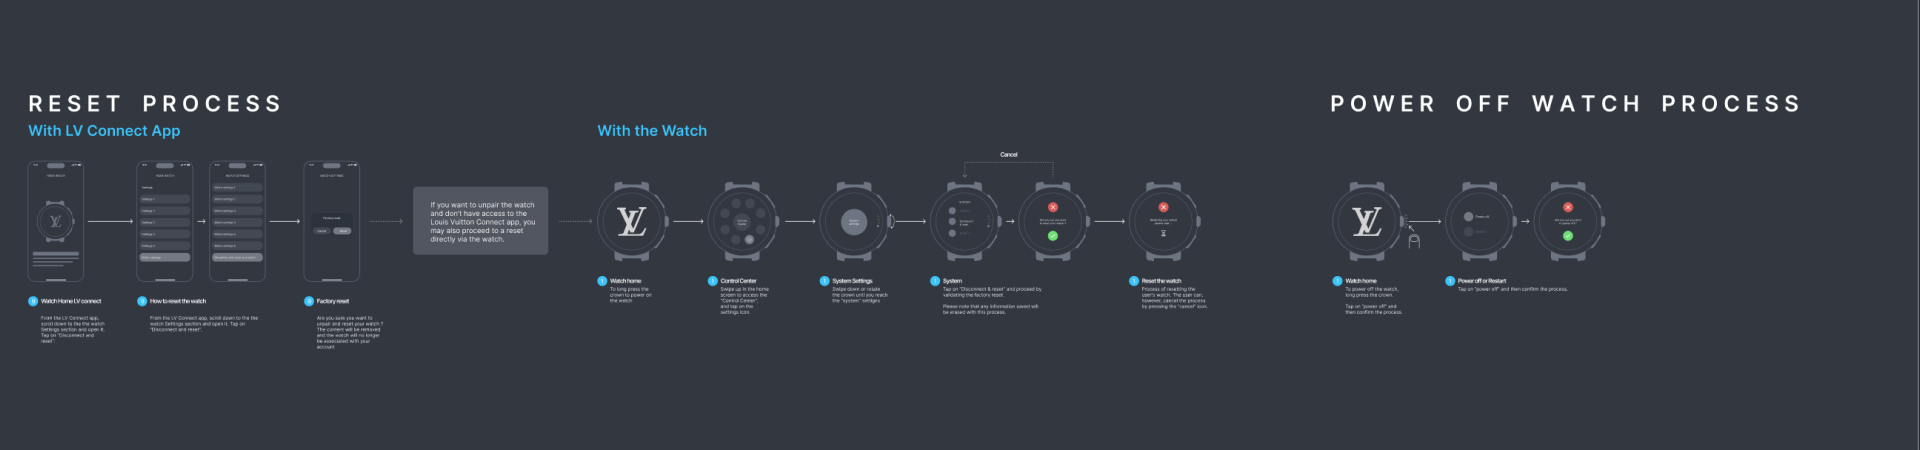 RESET PROCESS
With LV Connect App
If you want to unpair the watch
and don't have access to the
Louis Vuitton Connect app, you
may also proceed to a reset
directly via the watch.
9 Watch Home LV connect
From the LV Connect app,
scroll down to the the watch
Settings section and open it.
Tap on "Disconnect and
reset".
How to reset the watch
From the LV Connect app, scroll down to the the
watch Settings section and open it. Tap on
"Disconnect and reset".
Factory reset
Are you sure you want to
unpair and reset your watch ?
The content will be removed
and the watch will no longer
be associated with your
account
With the Watch
Cancel
1 Watch home
To long press the
crown to power on
the watch
1 Control Center
Swipe up in the home
screen to access the
"Control Center",
and tap on the
settings icon.
1 System Settings
Swipe down or rotate
the crown until you reach
the "system" settigns
1 System
Tap on "Disconnect & reset" and proceed by
validating the factory reset.
Please note that any information saved will
be erased with this process.
1 Reset the watch
Process of resetting the
user's watch. The user can,
however, cancel the process
by pressing the "cancel" icon.
POWER OFF WATCH PROCESS
Power off
1 Watch home
To power off the watch,
long press the crown.
Tap on "power off" and
then confirm the process.
1 Power off or Restart
Tap on "power off" and then confirm the process.